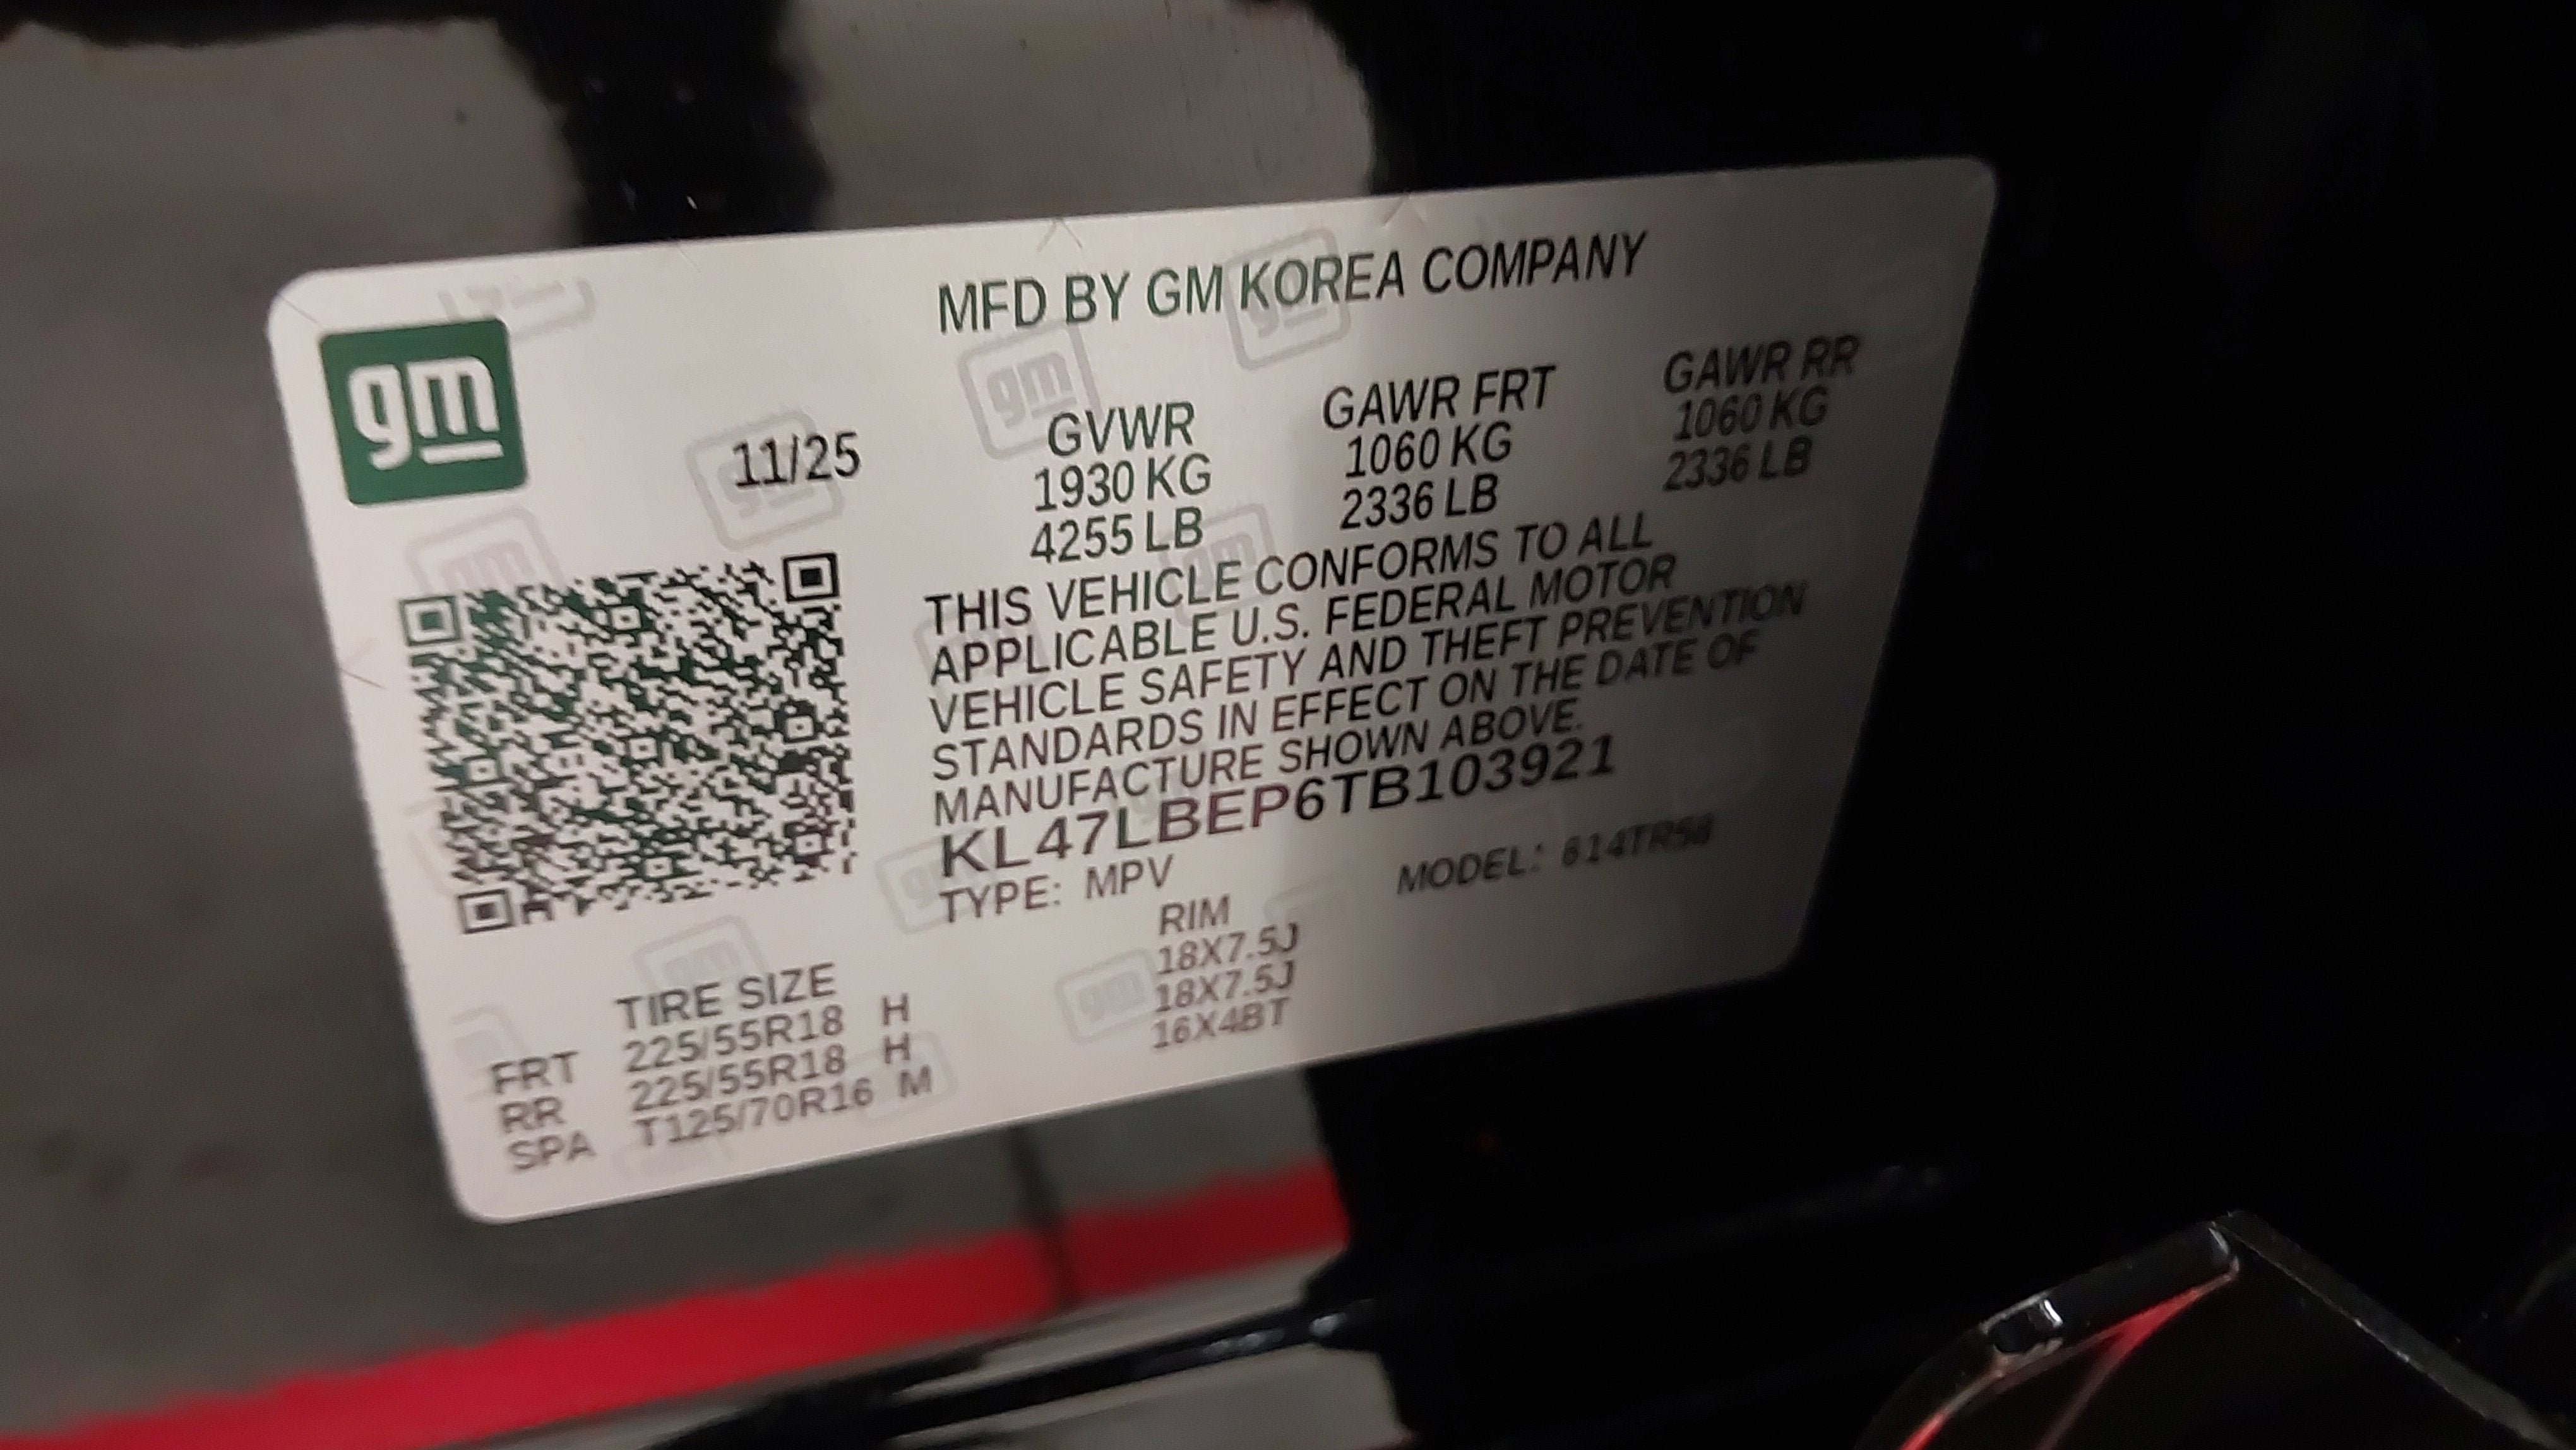 gm
MFD BY GM KOREA COMPANY
11/25
GVWR GAWR FRT GAWR RR
1930 KG 1060 KG 1060 KG
4255 LB 2336 LB 2336 LB
THIS VEHICLE CONFORMS TO ALL
APPLICABLE U.S. FEDERAL MOTOR
VEHICLE SAFETY AND THEFT PREVENTION
STANDARDS IN EFFECT ON THE DATE OF
MANUFACTURE SHOWN ABOVE.
KL47LBEP6TB103921
TYPE: MPV MODEL:
TIRE SIZE RIM
FRT 225/55R18 H 18X7.5J
RR 225/55R18 H 18X7.5J
SPA T125/70R16 M 16X4BT